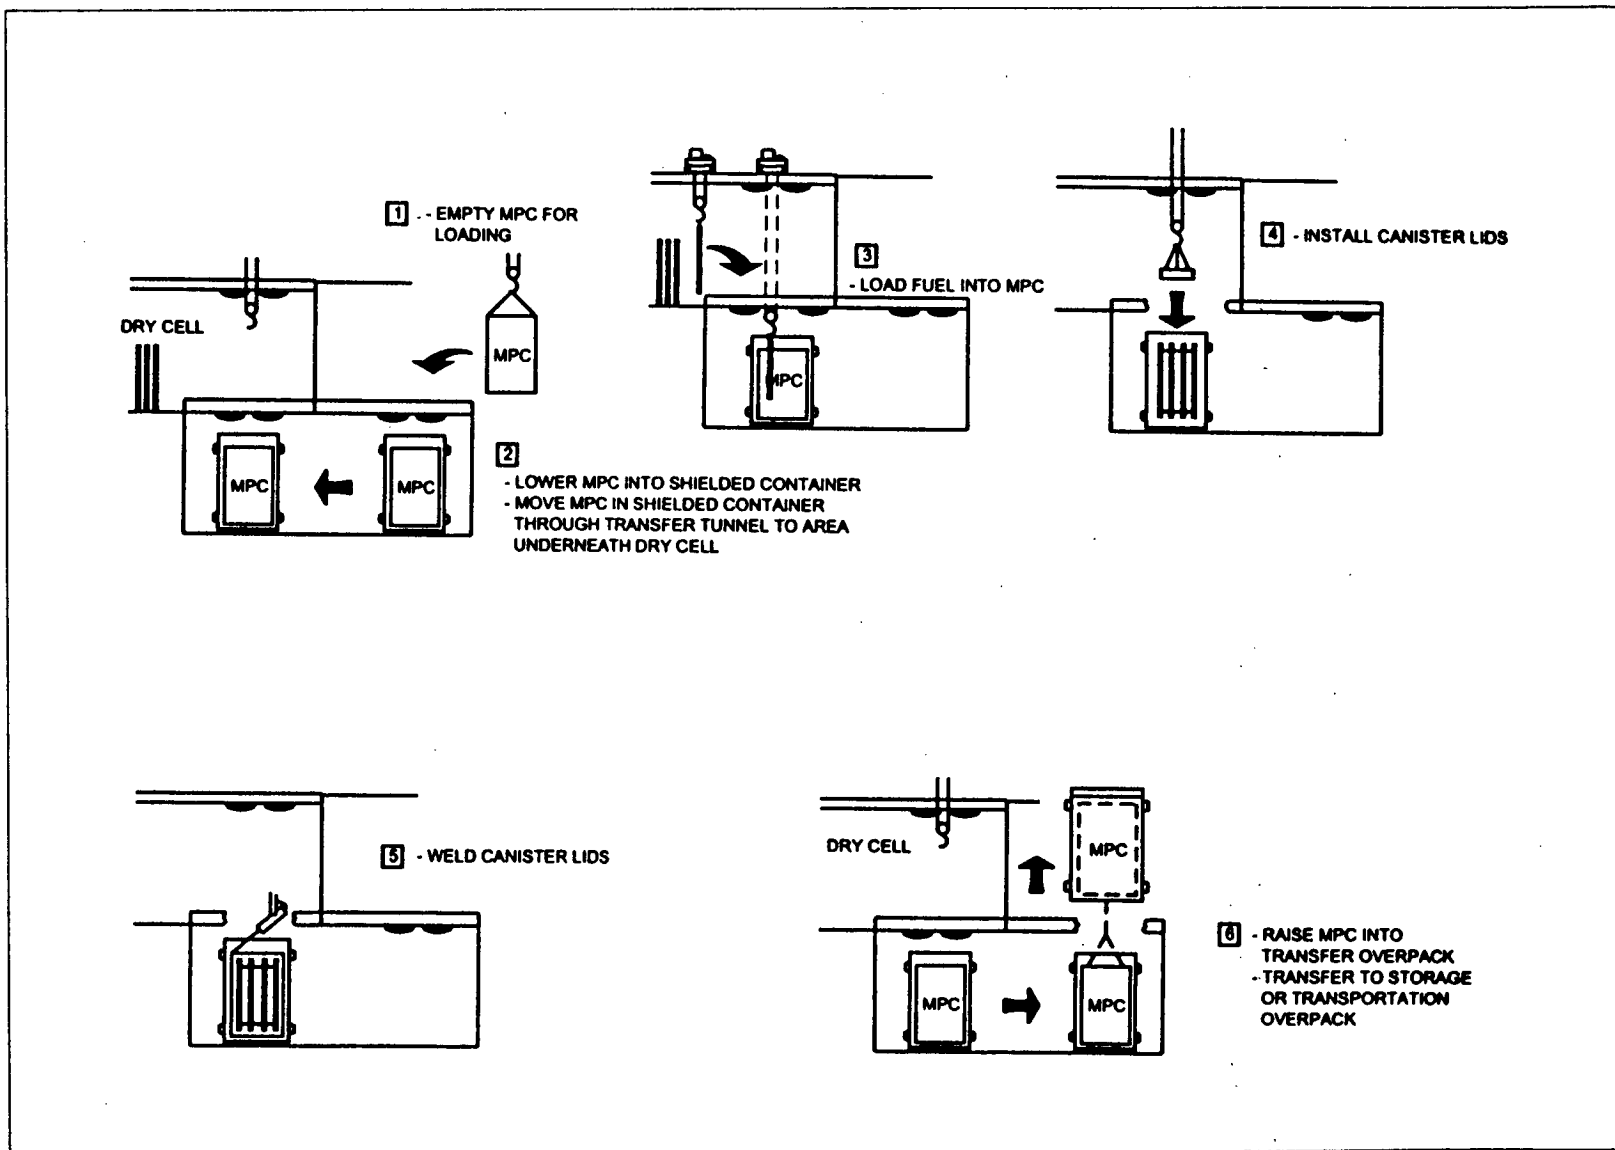 1 - EMPTY MPC FOR
LOADING
DRY CELL
MPC
MPC
MPC
2
- LOWER MPC INTO SHIELDED CONTAINER
- MOVE MPC IN SHIELDED CONTAINER
THROUGH TRANSFER TUNNEL TO AREA
UNDERNEATH DRY CELL
3
- LOAD FUEL INTO MPC
MPC
4 - INSTALL CANISTER LIDS
5 - WELD CANISTER LIDS
DRY CELL
MPC
MPC
MPC
6 - RAISE MPC INTO
TRANSFER OVERPACK
- TRANSFER TO STORAGE
OR TRANSPORTATION
OVERPACK